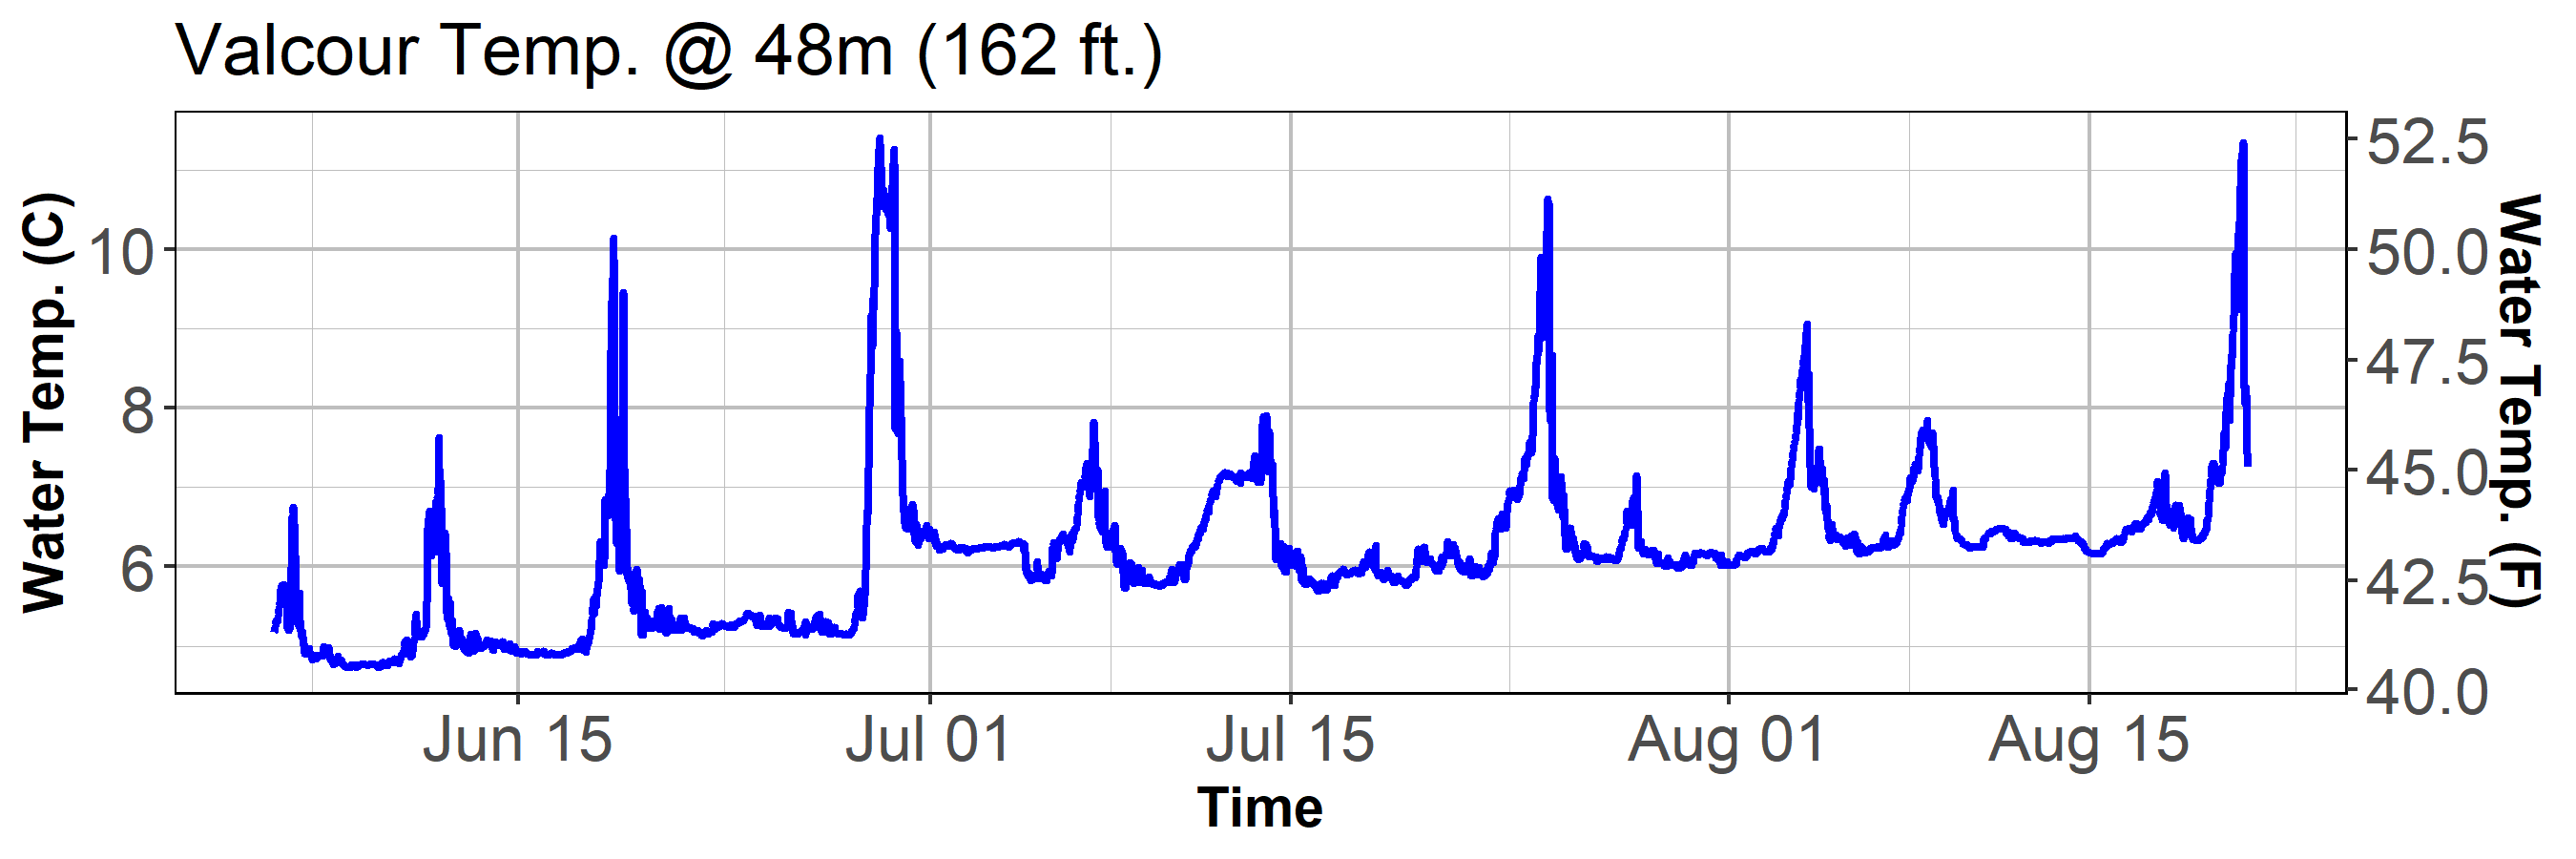 Valcour Temp. @ 48m (162 ft.)
Water Temp. (C)
10
8
6
52.5
50.0
47.5
45.0
42.5
40.0
Water Temp. (F)
Jun 15 Jul 01 Jul 15 Aug 01 Aug 15
Time